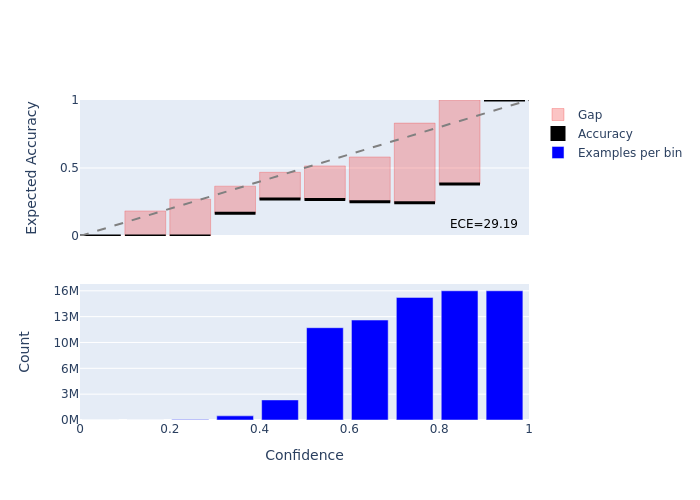 1
0.5
0
Expected Accuracy
ECE=29.19
Gap
Accuracy
Examples per bin
16M
13M
10M
6M
3M
0M
Count
0
0.2
0.4
0.6
0.8
1
Confidence